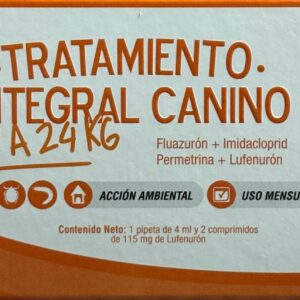 •TRATAMIENTO•
NTEGRAL CANINO
A 24 KG
Fluazurón + Imidacloprid
Permetrina + Lufenurón
ACCIÓN AMBIENTAL
USO MENSU
Contenido Neto: 1 pipeta de 4 ml y 2 comprimidos
de 115 mg de Lufenurón